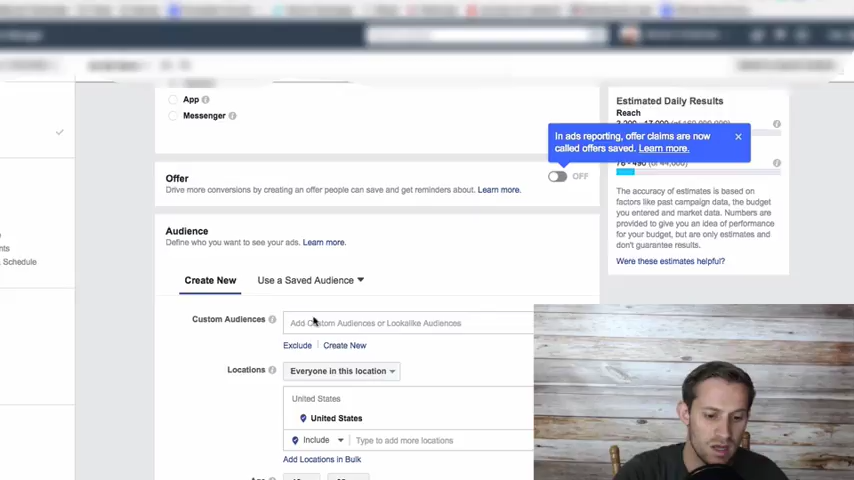 App
Messenger
Estimated Daily Results
Reach
In ads reporting, offer claims are now
called offers saved. Learn more.
Offer
OFF
Drive more conversions by creating an offer people can save and get reminders about. Learn more.
The accuracy of estimates is based on
factors like past campaign data, the budget
you entered and market data. Numbers are
provided to give you an idea of performance
for your budget, but are only estimates and
don't guarantee results.
Were these estimates helpful?
Audience
Define who you want to see your ads. Learn more.
Create New
Use a Saved Audience
Custom Audiences
Add Custom Audiences or Lookalike Audiences
Exclude
Create New
Locations
Everyone in this location
United States
United States
Include
Type to add more locations
Add Locations in Bulk
Schedule